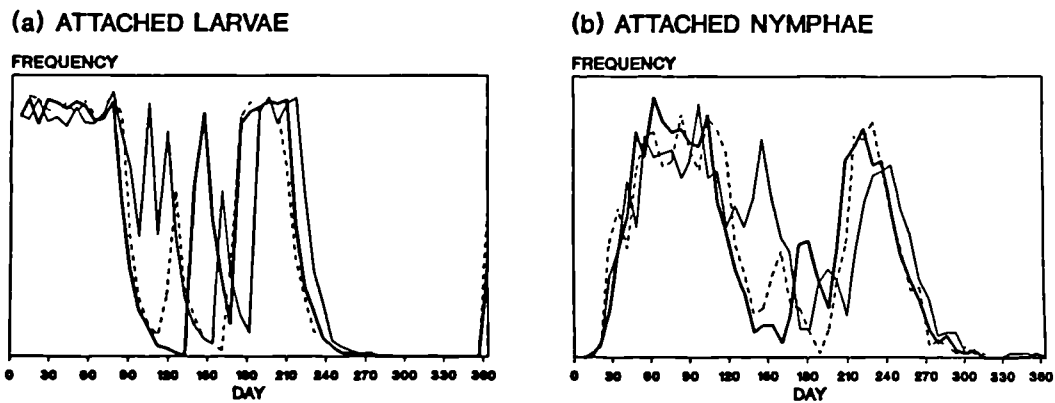 (a) ATTACHED LARVAE
FREQUENCY
0 30 60 90 120 150 180 210 240 270 300 330 360
DAY
(b) ATTACHED NYMPHAE
FREQUENCY
0 30 60 90 120 150 180 210 240 270 300 330 360
DAY